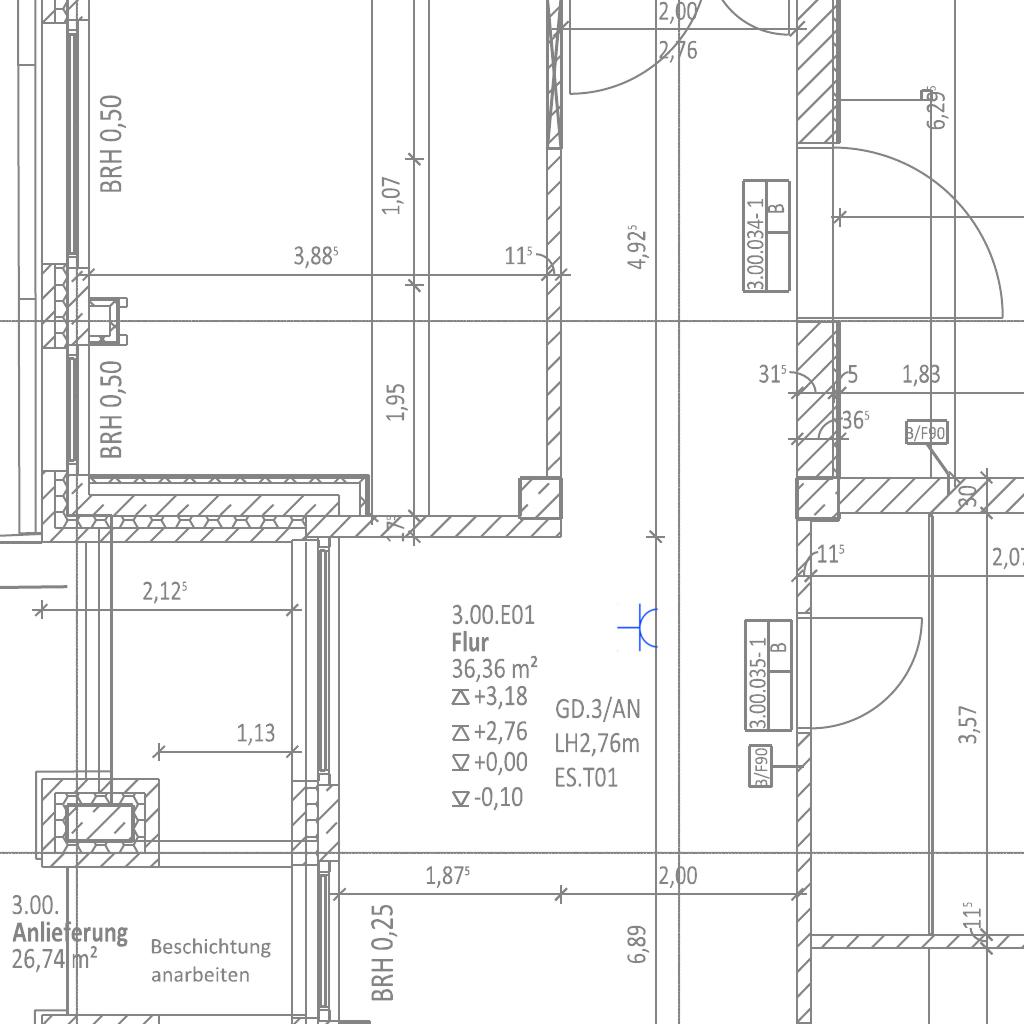 2,00
2,76
BRH 0,50
6,29⁵
1,07
3.00.034- 1
B
4,92⁵
3,88⁵
11⁵
31⁵
5
1,83
BRH 0,50
1,95
36⁵
B/F90
30
11⁵
2,07
2,12⁵
3.00.E01
Flur
36,36 m²
+3,18
+2,76
+0,00
-0,10
GD.3/AN
LH2,76m
ES.T01
3.00.035- 1
B
3,57
1,13
B/F90
1,87⁵
2,00
3.00.
Anlieferung
26,74 m²
Beschichtung
anarbeiten
BRH 0,25
6,89
11⁵